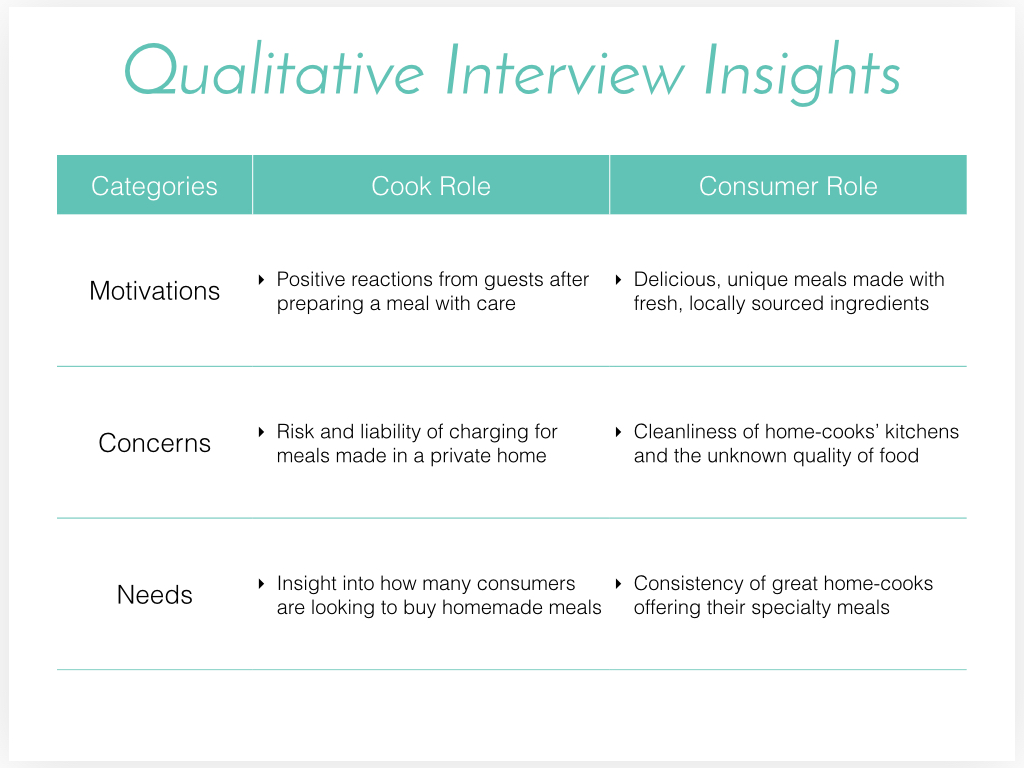 Qualitative Interview Insights
Categories
Cook Role
Consumer Role
Motivations
‣ Positive reactions from guests after
preparing a meal with care
‣ Delicious, unique meals made with
fresh, locally sourced ingredients
Concerns
‣ Risk and liability of charging for
meals made in a private home
‣ Cleanliness of home-cooks’ kitchens
and the unknown quality of food
Needs
‣ Insight into how many consumers
are looking to buy homemade meals
‣ Consistency of great home-cooks
offering their specialty meals